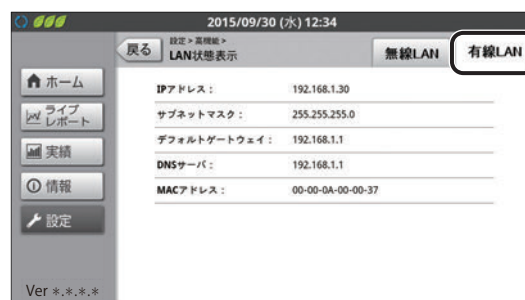 2015/09/30 (水) 12:34
戻る
設定 > 高機能 >
LAN状態表示
無線LAN
有線LAN
ホーム
ライブ
レポート
実績
情報
設定
IPアドレス： 192.168.1.30
サブネットマスク： 255.255.255.0
デフォルトゲートウェイ： 192.168.1.1
DNSサーバ： 192.168.1.1
MACアドレス： 00-00-0A-00-00-37
Ver *.*.*.*